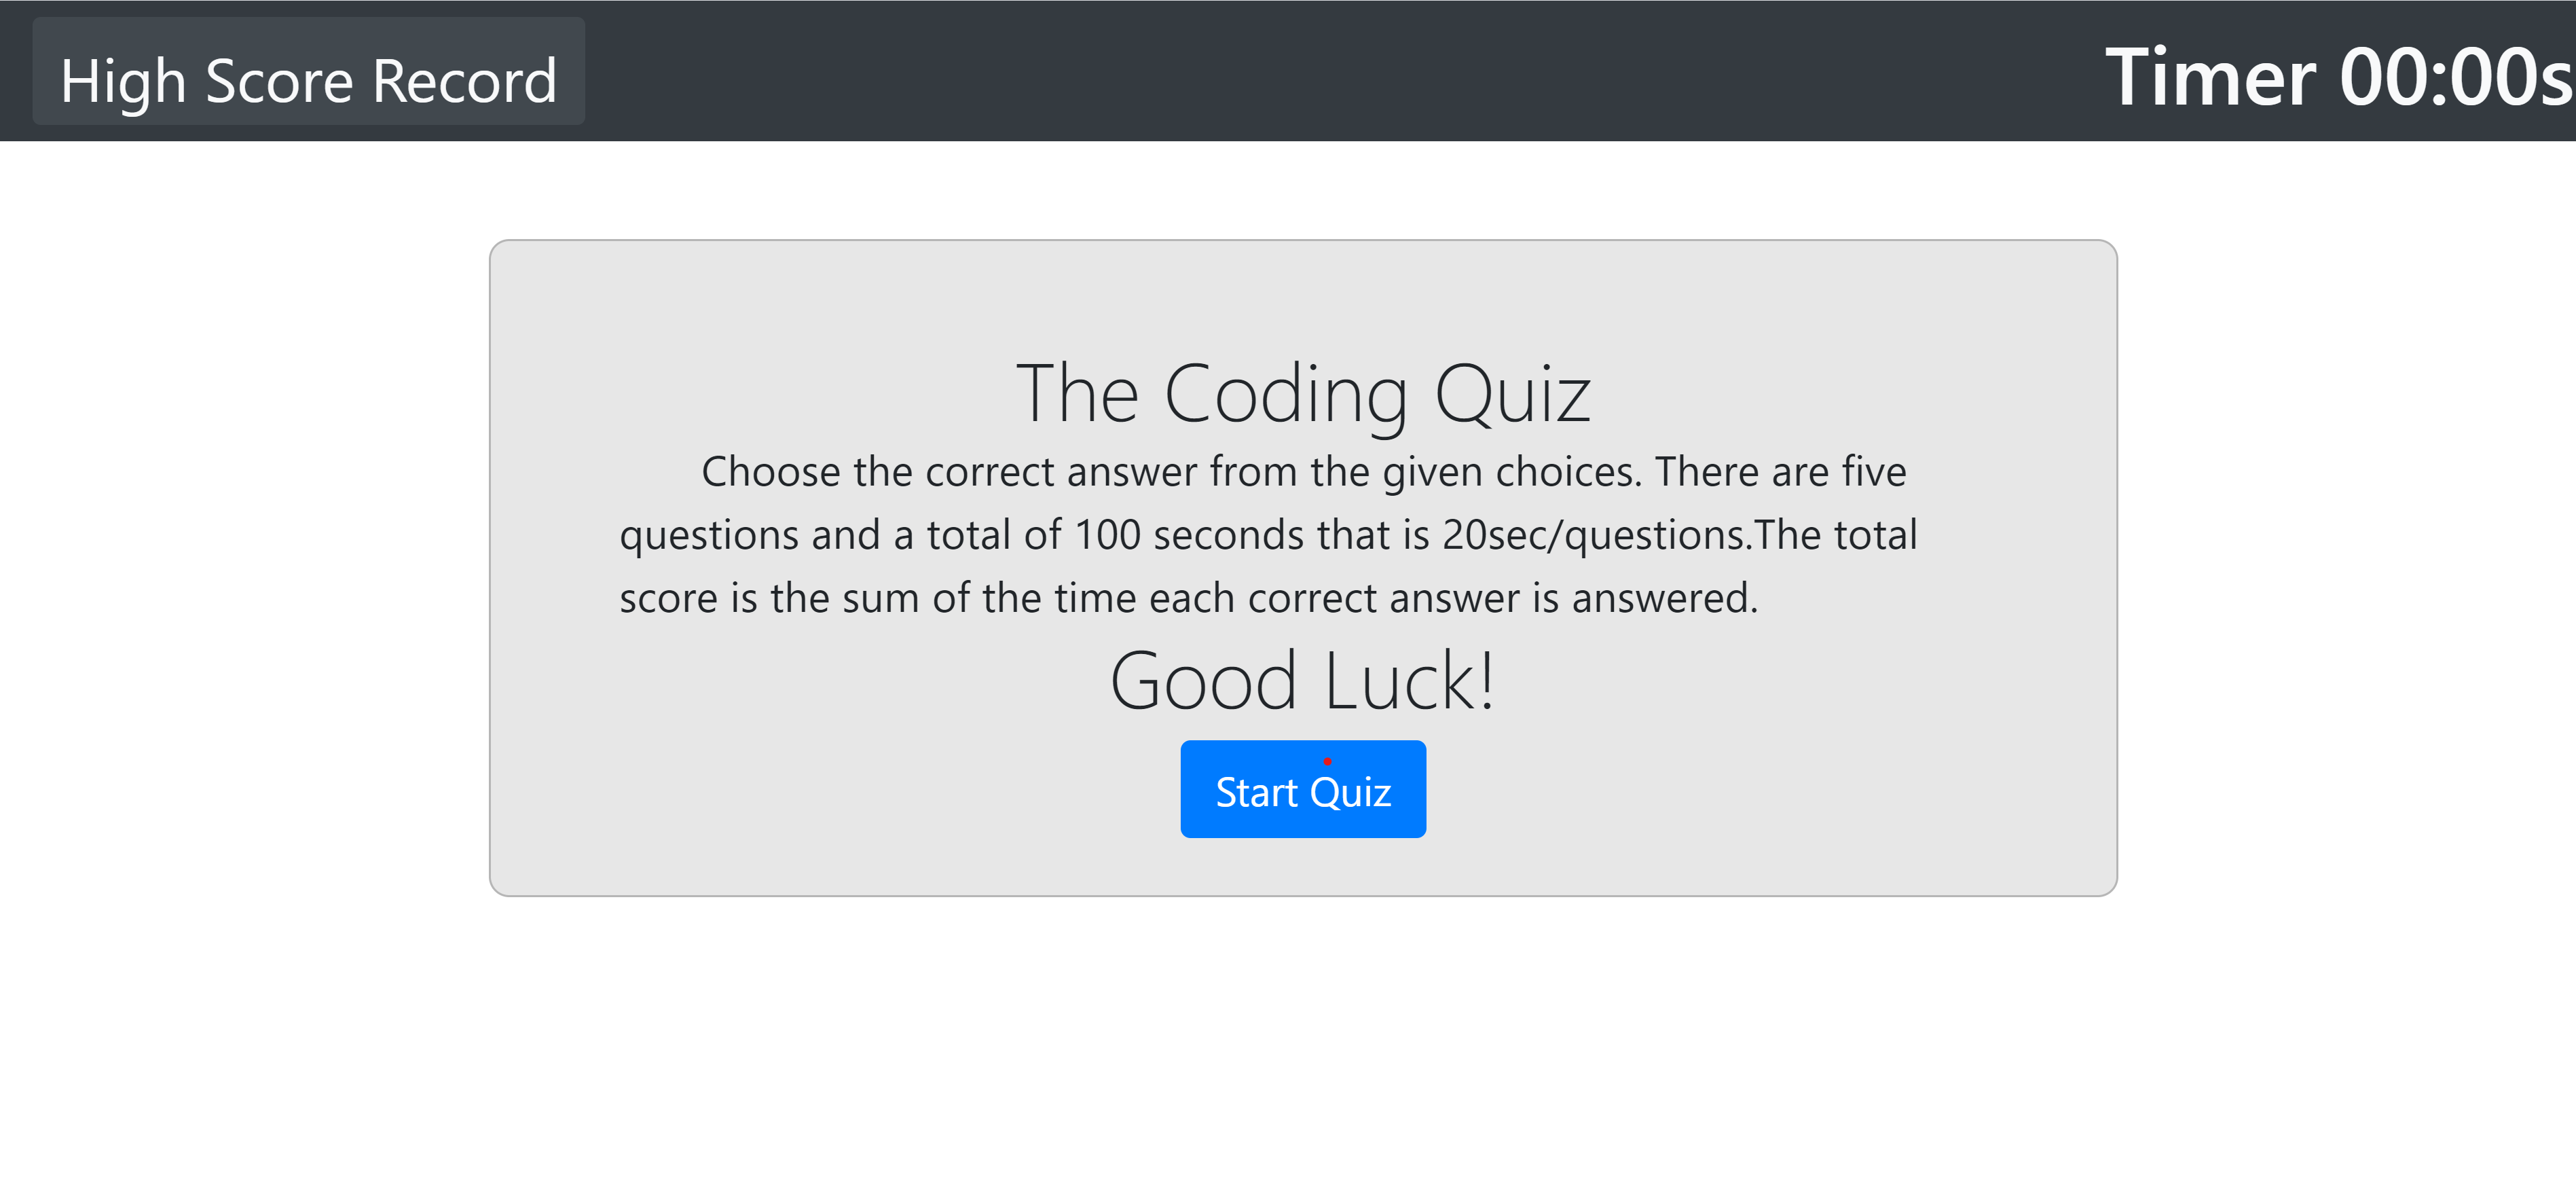 High Score Record
Timer 00:00s
The Coding Quiz
Choose the correct answer from the given choices. There are five
questions and a total of 100 seconds that is 20sec/questions.The total
score is the sum of the time each correct answer is answered.
Good Luck!
Start Quiz